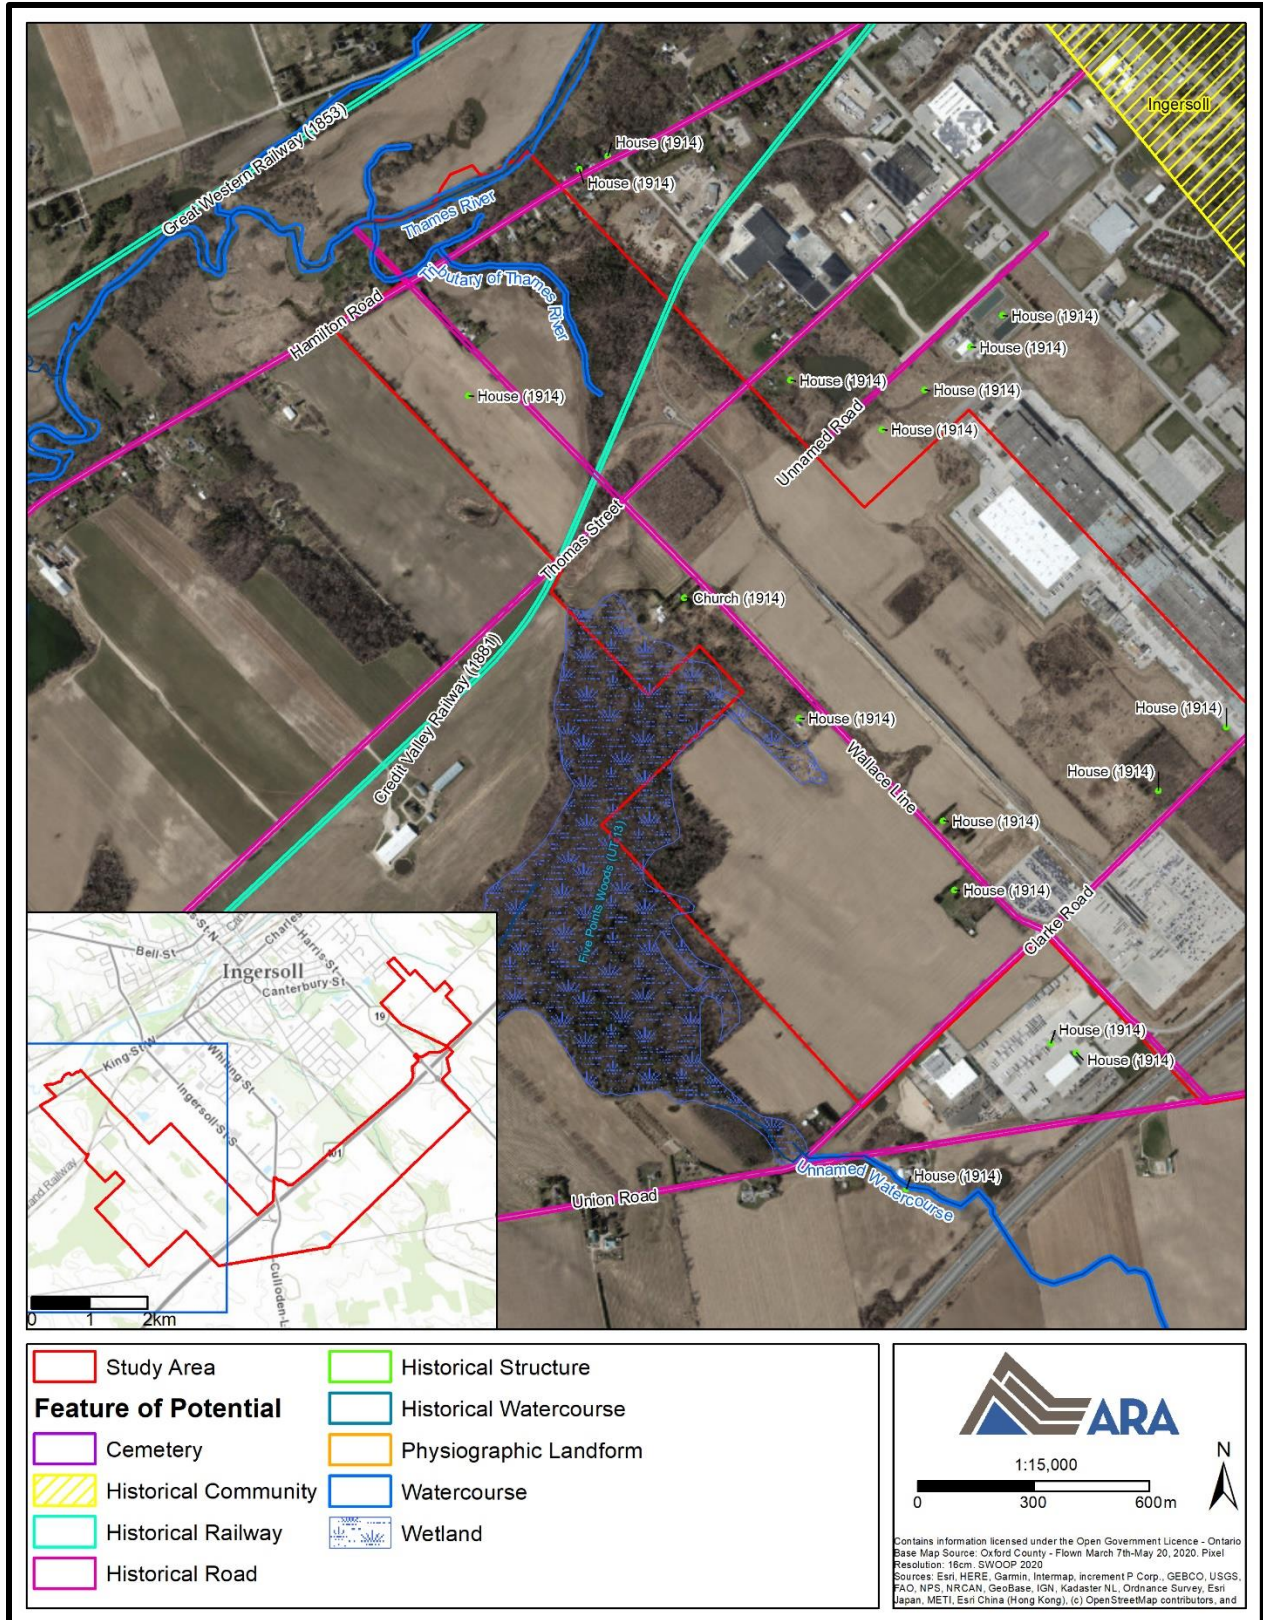 Ingersoll
Great Western Railway (1853)
House (1914)
House (1914)
Thames River
Tributary of Thames River
Hamilton Road
House (1914)
House (1914)
House (1914)
House (1914)
House (1914)
House (1914)
Unnamed Road
Thomas Street
Church (1914)
Credit Valley Railway (1881)
House (1914)
House (1914)
Wallace Line
House (1914)
House (1914)
House (1914)
Five Points Woods (UT 13)
Clarke Road
House (1914)
House (1914)
House (1914)
Unnamed Watercourse
Union Road
Bell-St
Charles
Harris-St
Ingersoll
Canterbury-St
19
King-St-W
Whiting-St
Ingersoll-St-S
401
and Railway
Culloden-L
0 1 2km
Study Area
Feature of Potential
Cemetery
Historical Community
Historical Railway
Historical Road
Historical Structure
Historical Watercourse
Physiographic Landform
Watercourse
Wetland
ARA
1:15,000
N
0 300 600m
Contains information licensed under the Open Government Licence - Ontario
Base Map Source: Oxford County - Flown March 7th-May 20, 2020. Pixel
Resolution: 16cm. SWOOP 2020
Sources: Esri, HERE, Garmin, Intermap, increment P Corp., GEBCO, USGS,
FAO, NPS, NRCAN, GeoBase, IGN, Kadaster NL, Ordnance Survey, Esri
Japan, METI, Esri China (Hong Kong), (c) OpenStreetMap contributors, and